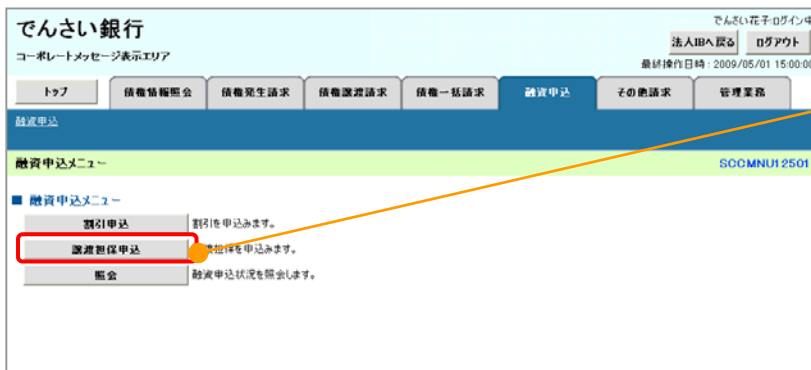 でんさい銀行
コーポレートメッセージ表示エリア
でんさい花子:ログイン中
法人IBへ戻る ログアウト
最終操作日時:2009/05/01 15:00:00
トップ 債権情報照会 債権発生請求 債権譲渡請求 債権一括請求 融資申込 その他請求 管理業務
融資申込
融資申込メニュー SCCMNU12501
■ 融資申込メニュー
割引申込 割引を申込みます。
譲渡担保申込 担保を申込みます。
照会 融資申込状況を照会します。